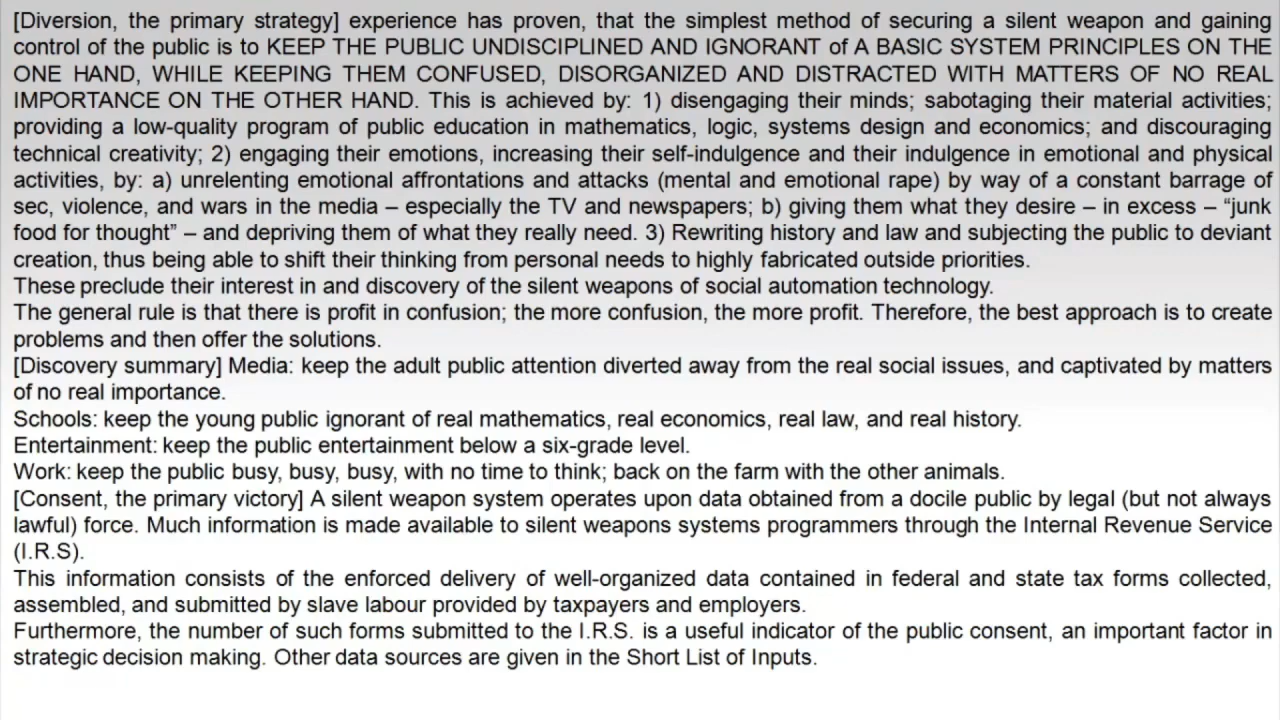 [Diversion, the primary strategy] experience has proven, that the simplest method of securing a silent weapon and gaining
control of the public is to KEEP THE PUBLIC UNDISCIPLINED AND IGNORANT of A BASIC SYSTEM PRINCIPLES ON THE
ONE HAND, WHILE KEEPING THEM CONFUSED, DISORGANIZED AND DISTRACTED WITH MATTERS OF NO REAL
IMPORTANCE ON THE OTHER HAND. This is achieved by: 1) disengaging their minds; sabotaging their material activities;
providing a low-quality program of public education in mathematics, logic, systems design and economics; and discouraging
technical creativity; 2) engaging their emotions, increasing their self-indulgence and their indulgence in emotional and physical
activities, by: a) unrelenting emotional affrontations and attacks (mental and emotional rape) by way of a constant barrage of
sec, violence, and wars in the media – especially the TV and newspapers; b) giving them what they desire – in excess – “junk
food for thought” – and depriving them of what they really need. 3) Rewriting history and law and subjecting the public to deviant
creation, thus being able to shift their thinking from personal needs to highly fabricated outside priorities.
These preclude their interest in and discovery of the silent weapons of social automation technology.
The general rule is that there is profit in confusion; the more confusion, the more profit. Therefore, the best approach is to create
problems and then offer the solutions.
[Discovery summary] Media: keep the adult public attention diverted away from the real social issues, and captivated by matters
of no real importance.
Schools: keep the young public ignorant of real mathematics, real economics, real law, and real history.
Entertainment: keep the public entertainment below a six-grade level.
Work: keep the public busy, busy, busy, with no time to think; back on the farm with the other animals.
[Consent, the primary victory] A silent weapon system operates upon data obtained from a docile public by legal (but not always
lawful) force. Much information is made available to silent weapons systems programmers through the Internal Revenue Service
(I.R.S).
This information consists of the enforced delivery of well-organized data contained in federal and state tax forms collected,
assembled, and submitted by slave labour provided by taxpayers and employers.
Furthermore, the number of such forms submitted to the I.R.S. is a useful indicator of the public consent, an important factor in
strategic decision making. Other data sources are given in the Short List of Inputs.